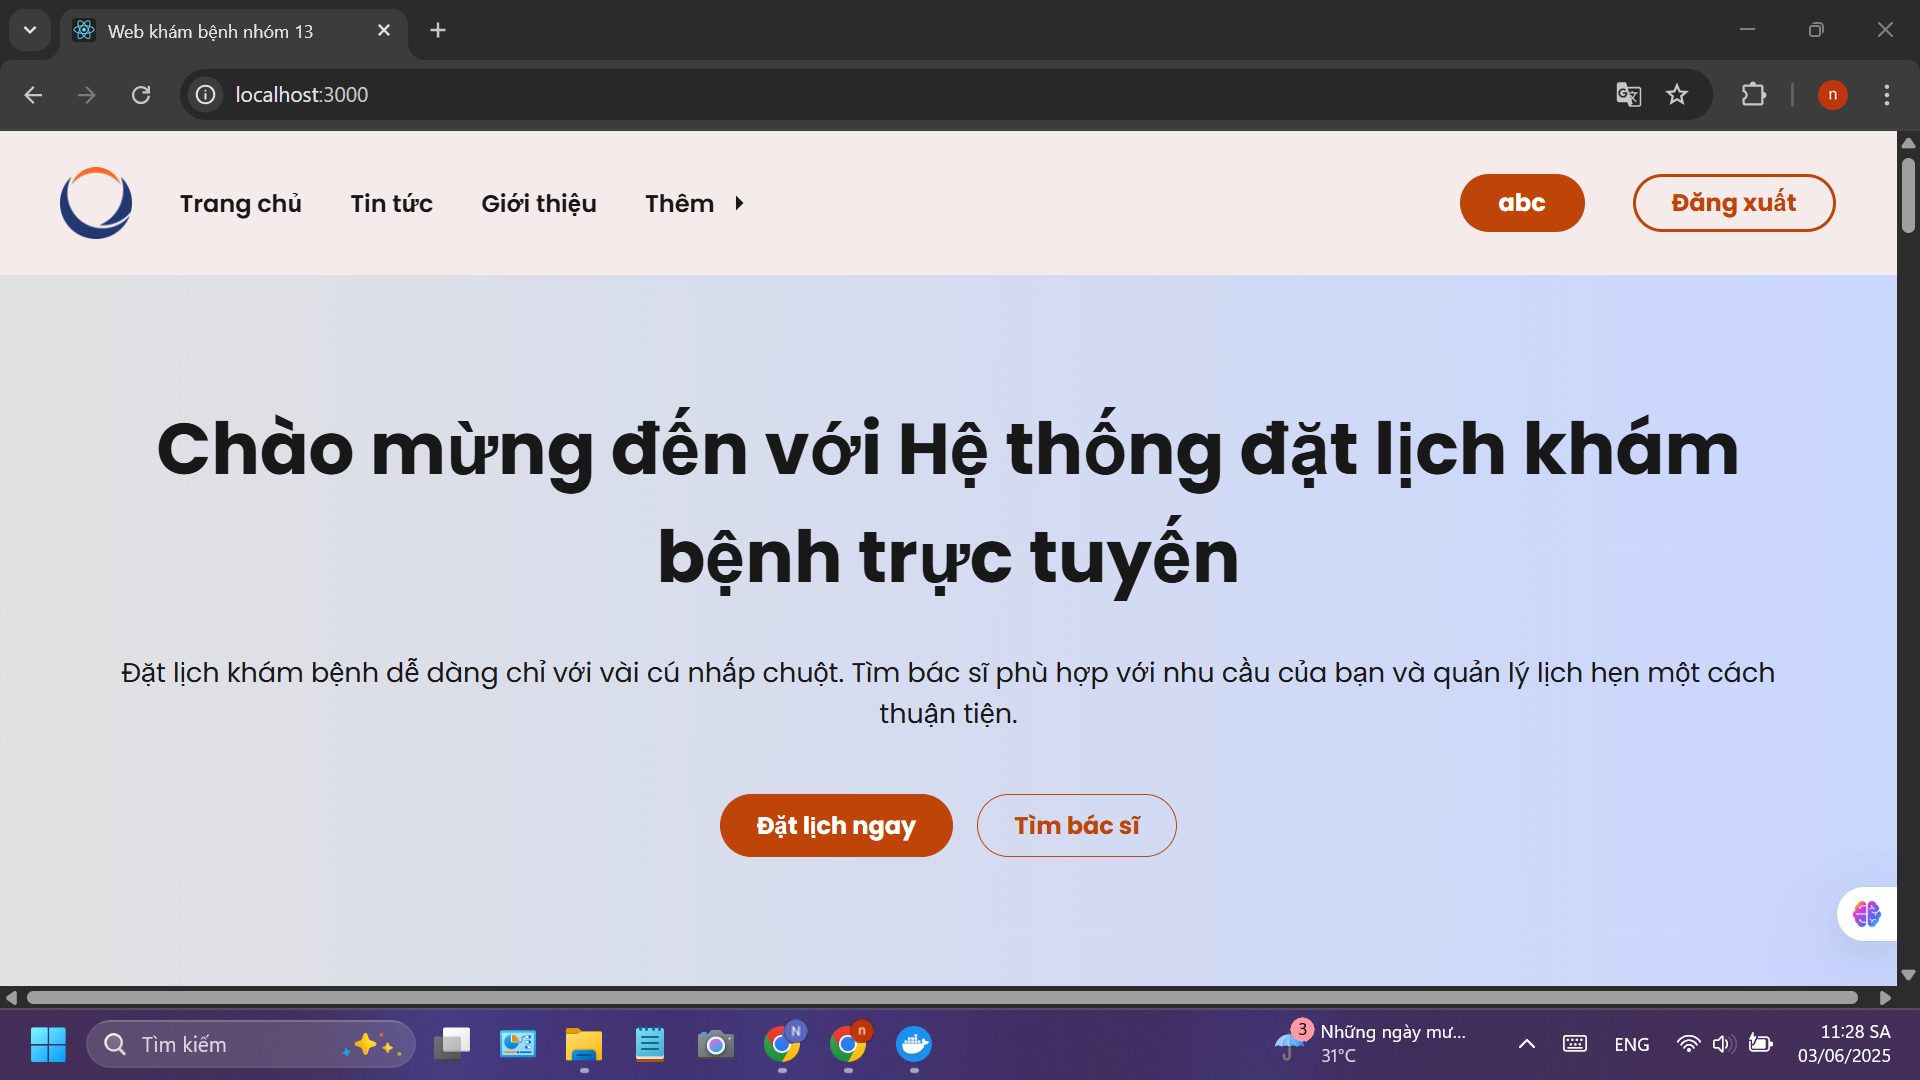 Web khám bệnh nhóm 13
localhost:3000
n
Trang chủ
Tin tức
Giới thiệu
Thêm
abc
Đăng xuất
Chào mừng đến với Hệ thống đặt lịch khám
bệnh trực tuyến
Đặt lịch khám bệnh dễ dàng chỉ với vài cú nhấp chuột. Tìm bác sĩ phù hợp với nhu cầu của bạn và quản lý lịch hẹn một cách
thuận tiện.
Đặt lịch ngay
Tìm bác sĩ
Tìm kiếm
N
n
3
Những ngày mư...
31°C
ENG
11:28 SA
03/06/2025